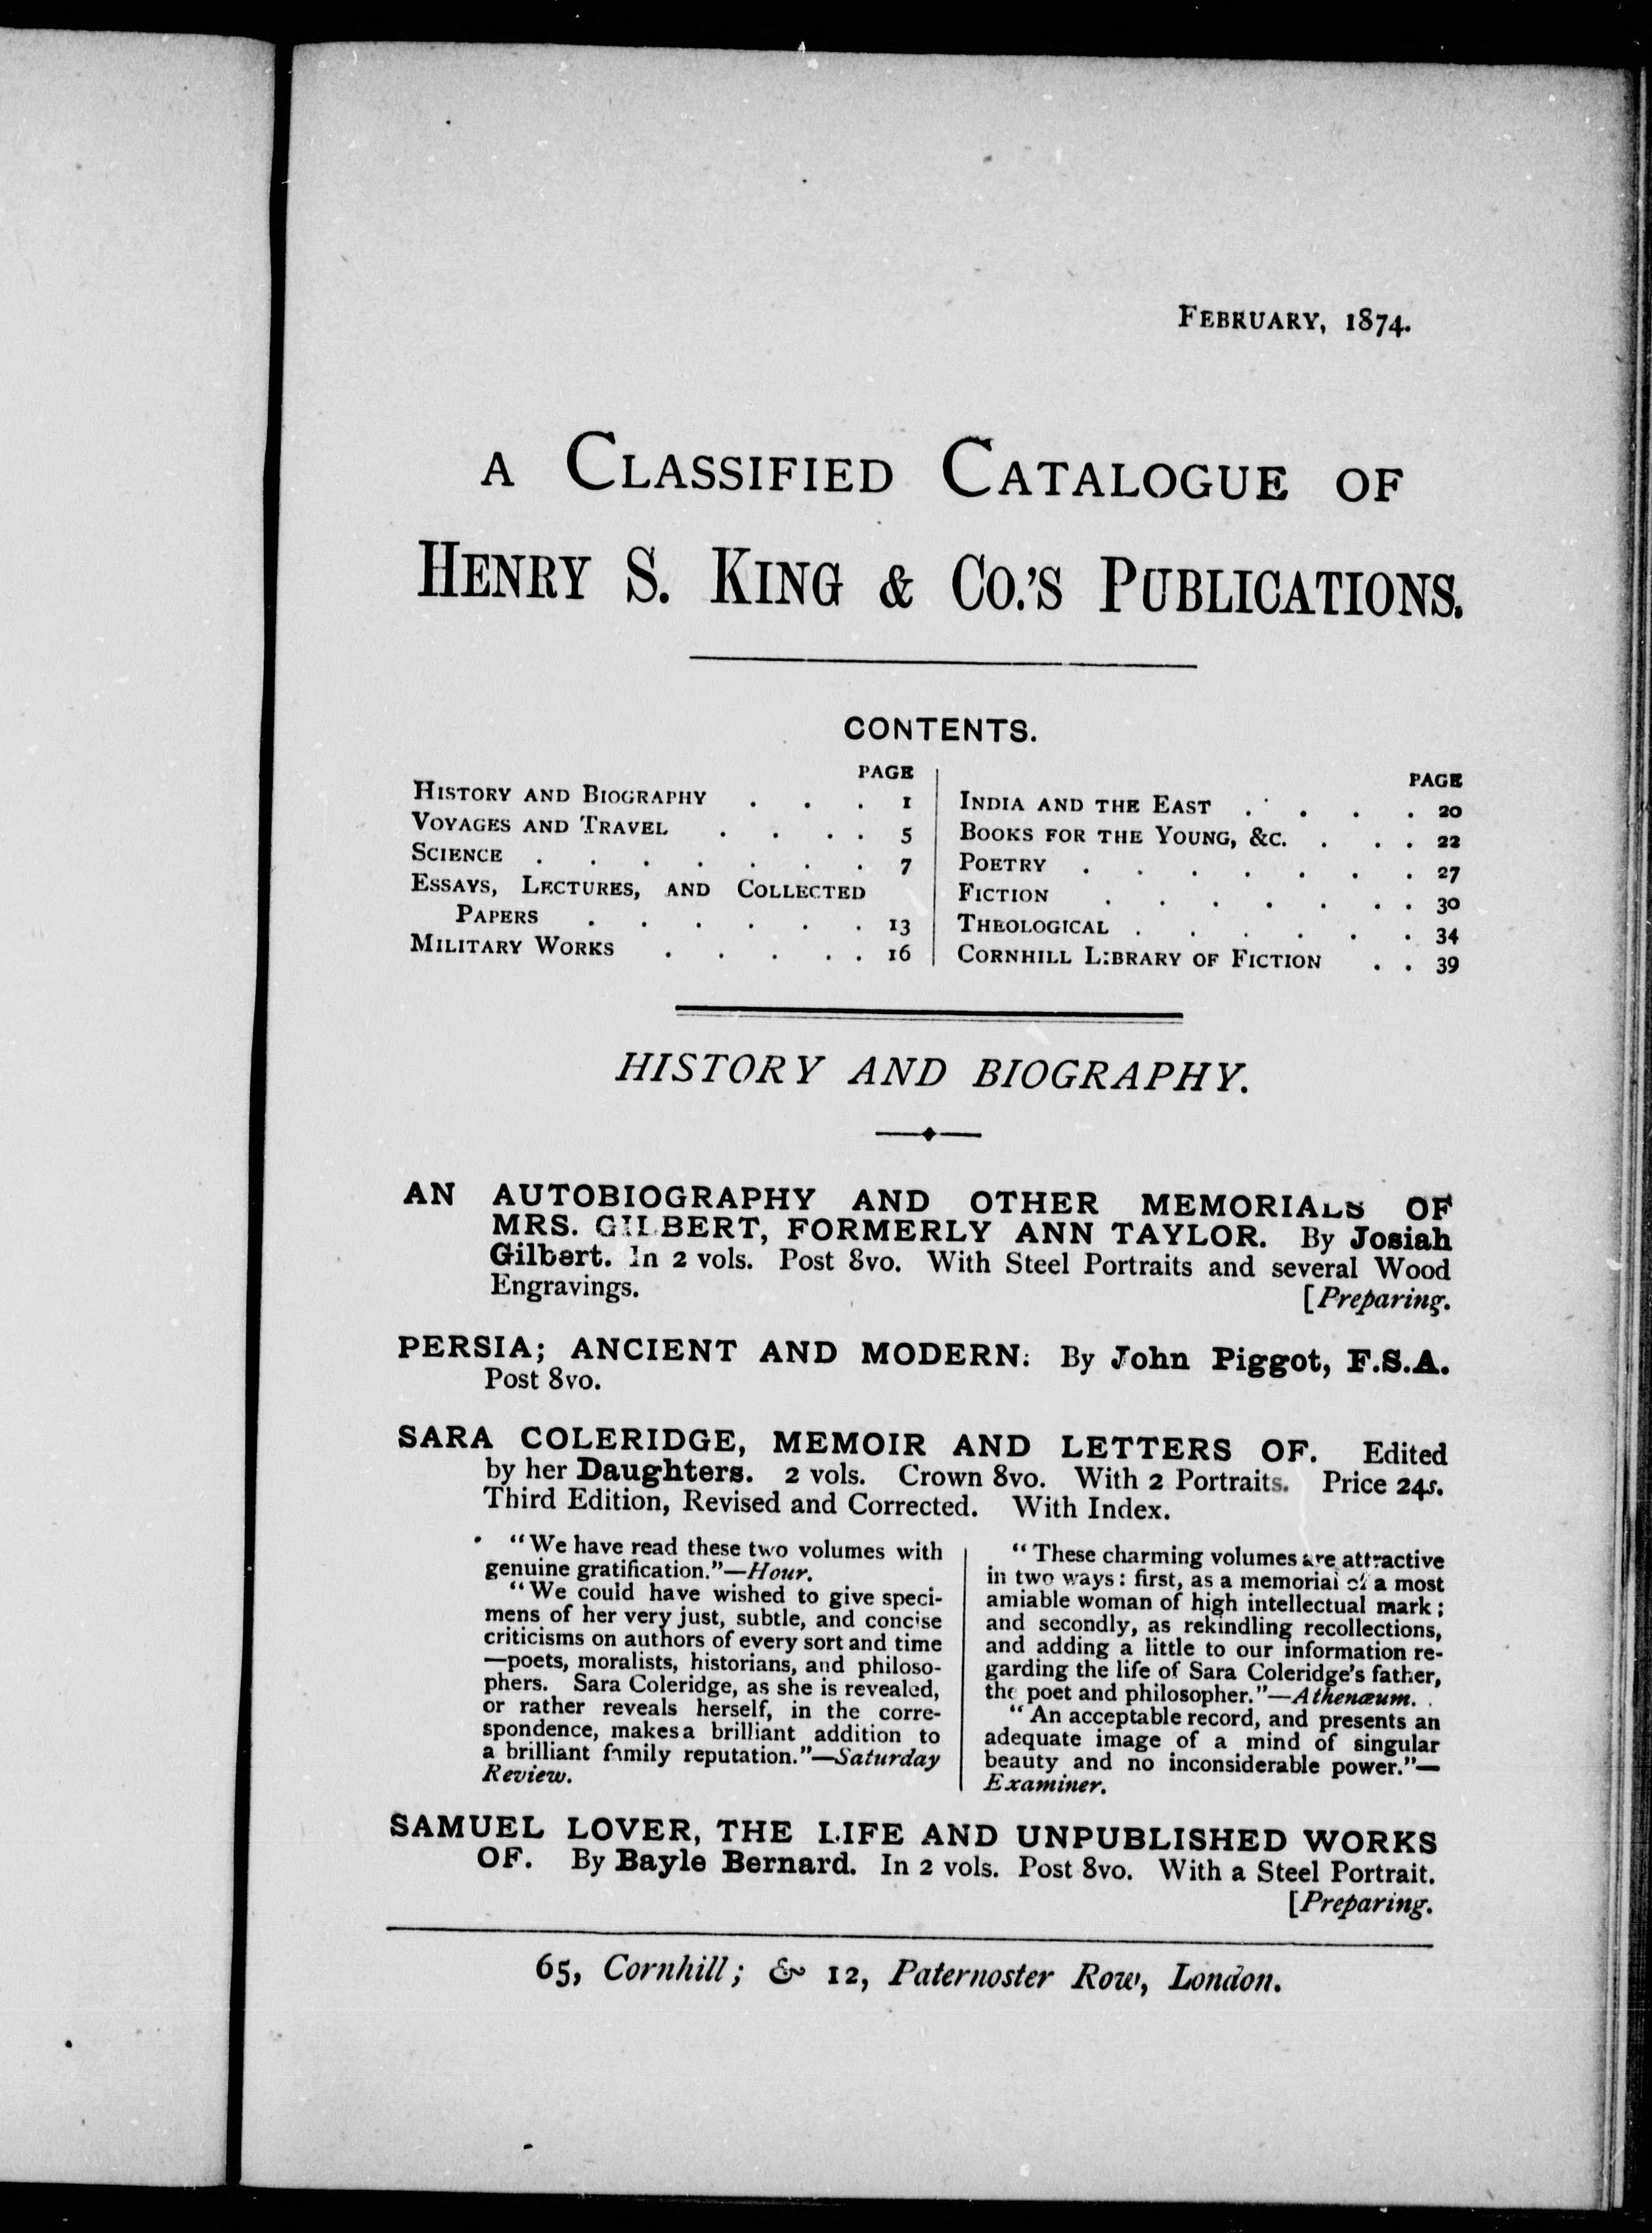 FEBRUARY, 1874.
A CLASSIFIED CATALOGUE OF
HENRY S. KING & CO.'S PUBLICATIONS.
CONTENTS.
PAGE
HISTORY AND BIOGRAPHY . . . 1
VOYAGES AND TRAVEL . . . . 5
SCIENCE . . . . . . . 7
ESSAYS, LECTURES, AND COLLECTED
PAPERS . . . . . . 13
MILITARY WORKS . . . . . 16
PAGE
INDIA AND THE EAST . . . . 20
BOOKS FOR THE YOUNG, &C. . . . 22
POETRY . . . . . . . 27
FICTION . . . . . . . 30
THEOLOGICAL . . . . . . 34
CORNHILL LIBRARY OF FICTION . . 39
HISTORY AND BIOGRAPHY.
AN AUTOBIOGRAPHY AND OTHER MEMORIALS OF
MRS. GILBERT, FORMERLY ANN TAYLOR. By Josiah
Gilbert. In 2 vols. Post 8vo. With Steel Portraits and several Wood
Engravings. [Preparing.
PERSIA; ANCIENT AND MODERN. By John Piggot, F.S.A.
Post 8vo.
SARA COLERIDGE, MEMOIR AND LETTERS OF. Edited
by her Daughters. 2 vols. Crown 8vo. With 2 Portraits. Price 24s.
Third Edition, Revised and Corrected. With Index.
"We have read these two volumes with
genuine gratification."—Hour.
"We could have wished to give speci-
mens of her very just, subtle, and concise
criticisms on authors of every sort and time
—poets, moralists, historians, and philoso-
phers. Sara Coleridge, as she is revealed,
or rather reveals herself, in the corre-
spondence, makes a brilliant addition to
a brilliant family reputation."—Saturday
Review.
"These charming volumes are attractive
in two ways: first, as a memorial of a most
amiable woman of high intellectual mark;
and secondly, as rekindling recollections,
and adding a little to our information re-
garding the life of Sara Coleridge's father,
the poet and philosopher."—Athenæum.
"An acceptable record, and presents an
adequate image of a mind of singular
beauty and no inconsiderable power."—
Examiner.
SAMUEL LOVER, THE LIFE AND UNPUBLISHED WORKS
OF. By Bayle Bernard. In 2 vols. Post 8vo. With a Steel Portrait.
[Preparing.
65, Cornhill; & 12, Paternoster Row, London.